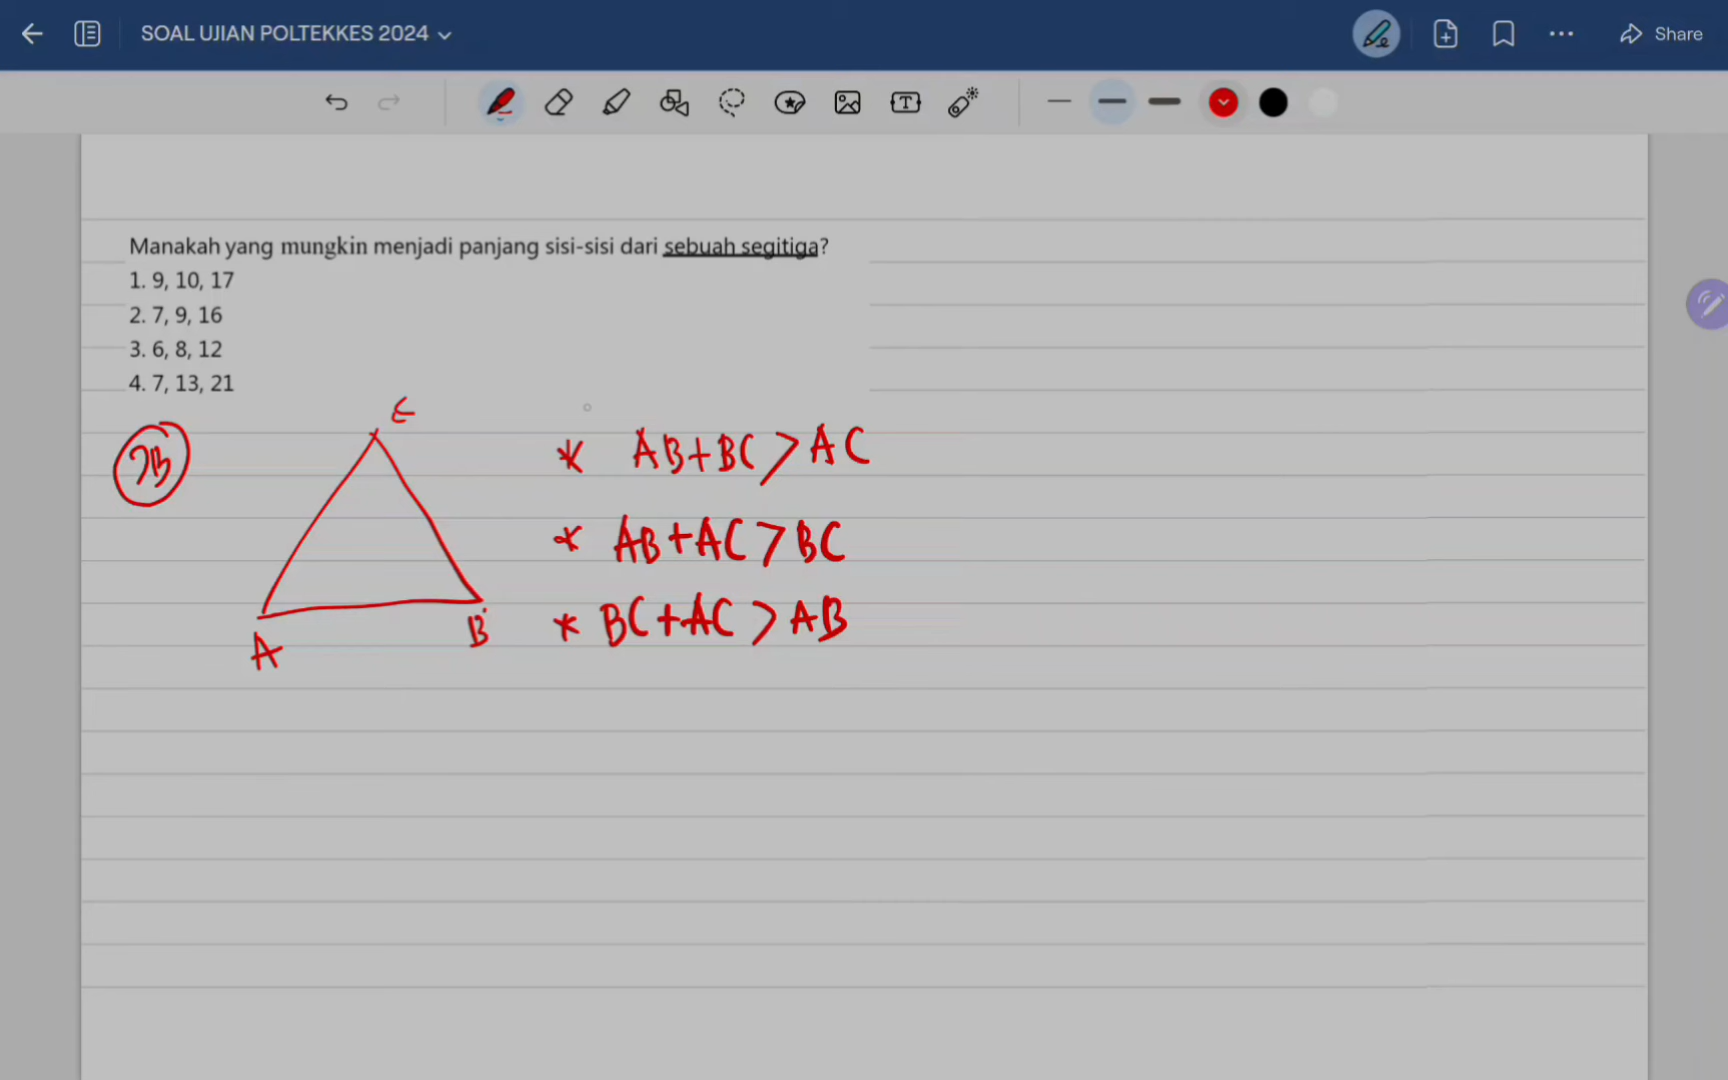 SOAL UJIAN POLTEKKES 2024
Share
Manakah yang mungkin menjadi panjang sisi-sisi dari sebuah segitiga?
1. 9, 10, 17
2. 7, 9, 16
3. 6, 8, 12
4. 7, 13, 21
* AB+BC>AC
* AB+AC>BC
* BC+AC>AB
A
B